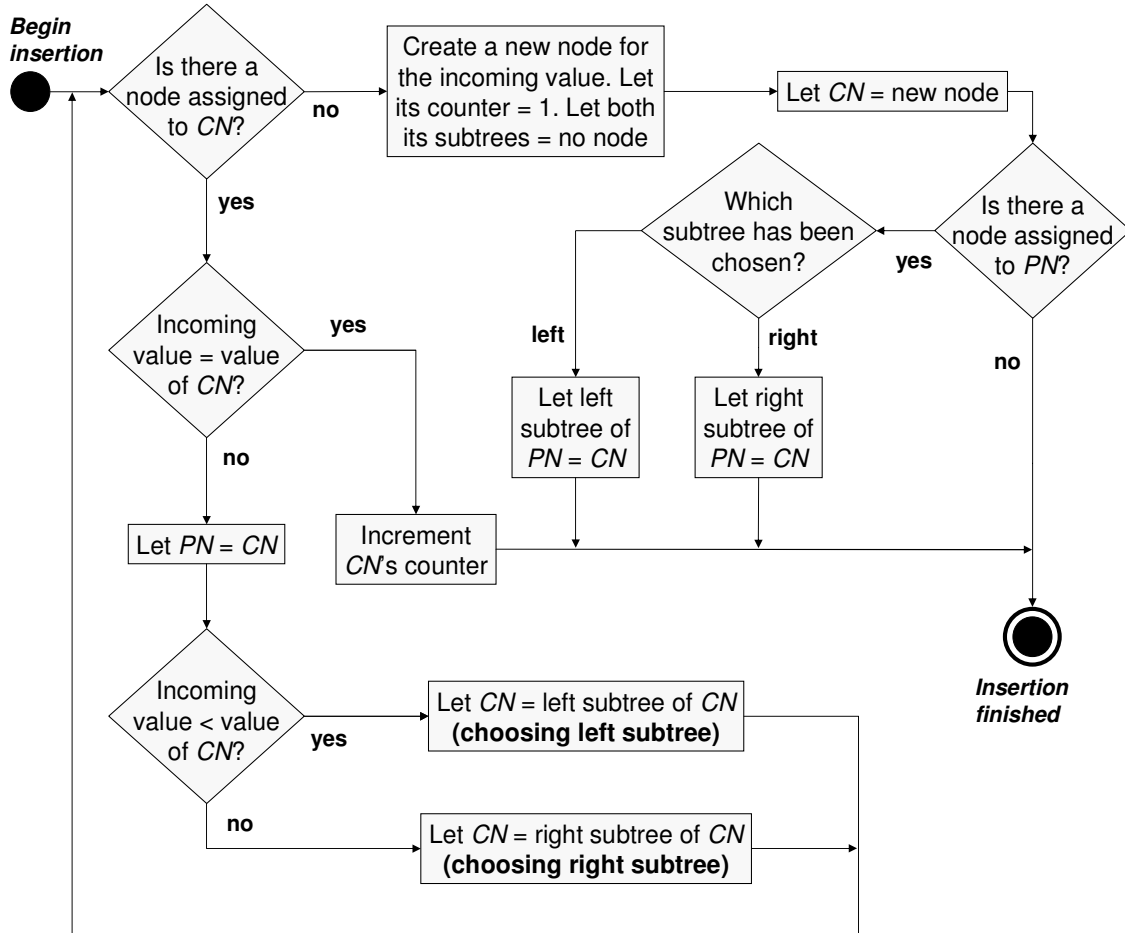 Begin
insertion
Is there a
node assigned
to CN?
no
Create a new node for
the incoming value. Let
its counter = 1. Let both
its subtrees = no node
Let CN = new node
yes
Which
subtree has been
chosen?
yes
Is there a
node assigned
to PN?
Incoming
value = value
of CN?
yes
left
right
no
Let left
subtree of
PN = CN
Let right
subtree of
PN = CN
no
Let PN = CN
Increment
CN's counter
Incoming
value < value
of CN?
yes
Let CN = left subtree of CN
(choosing left subtree)
Insertion
finished
no
Let CN = right subtree of CN
(choosing right subtree)